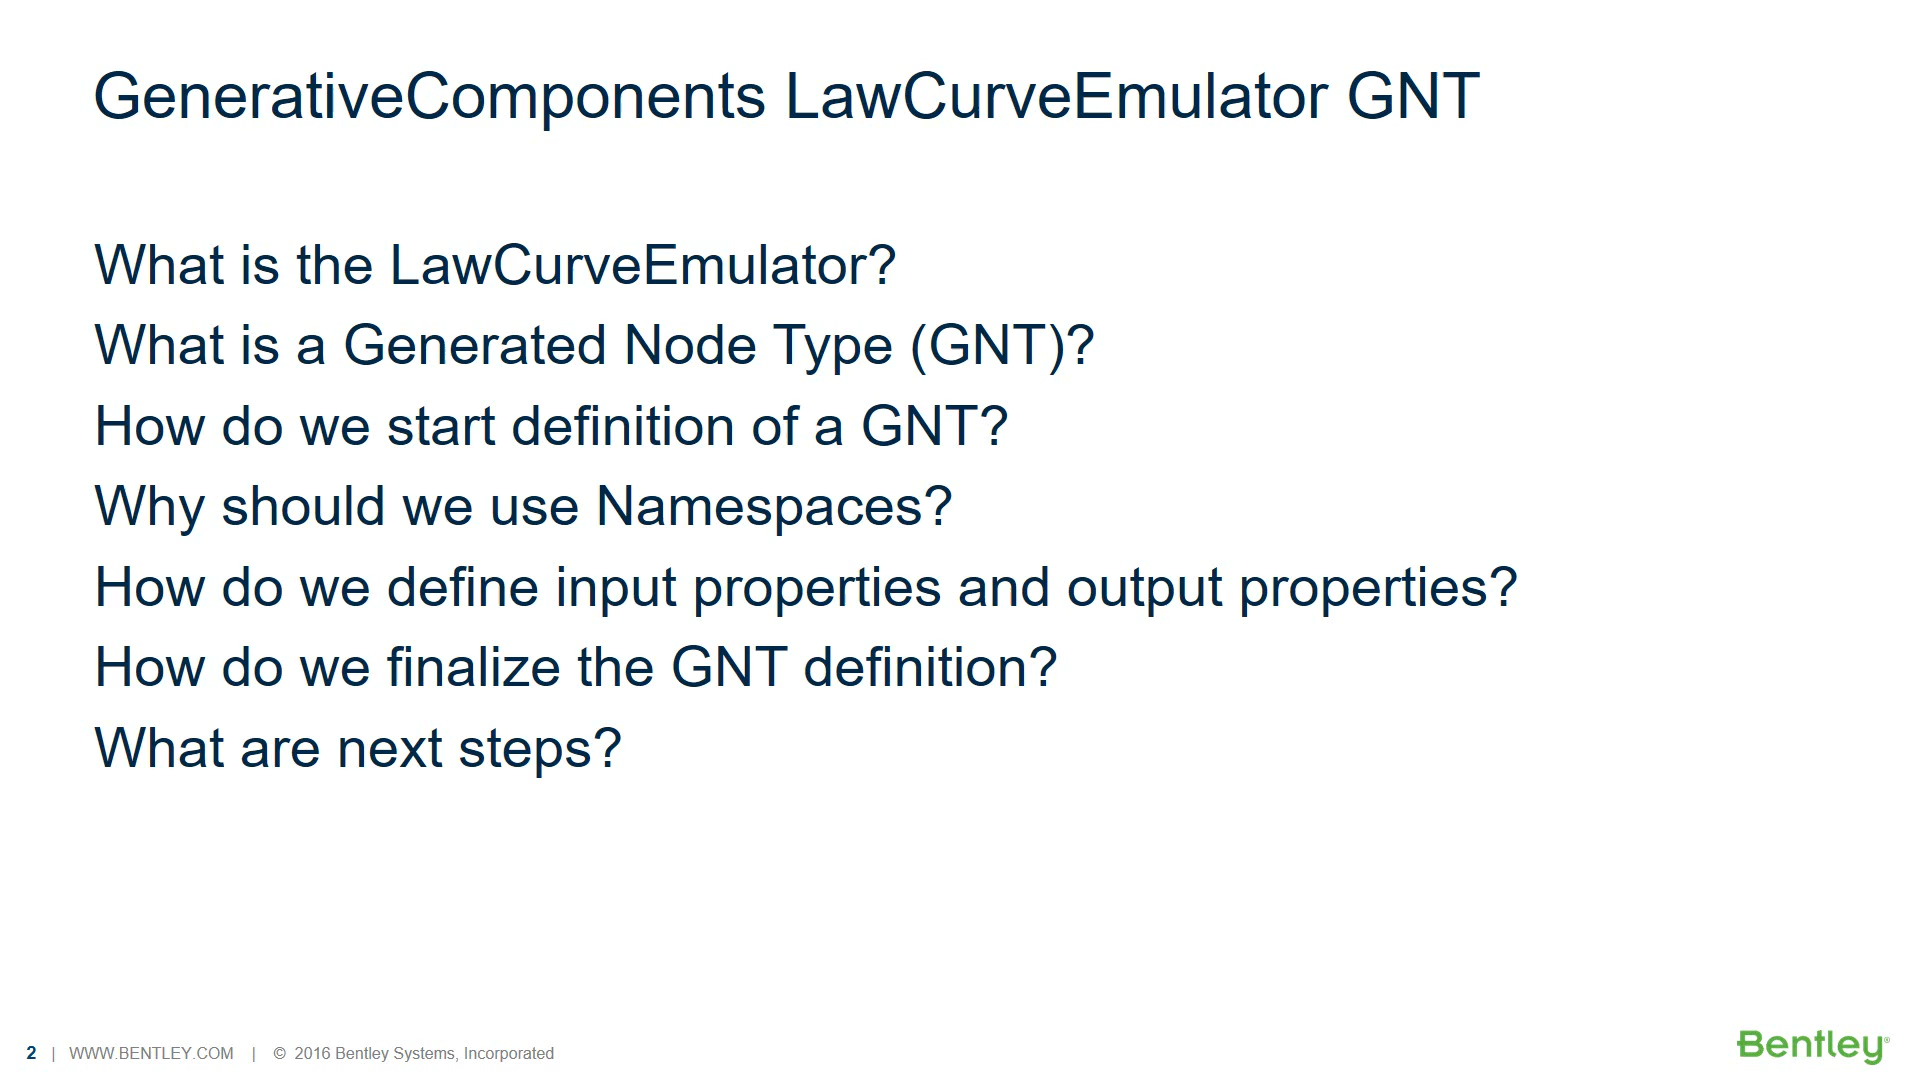 GenerativeComponents LawCurveEmulator GNT
What is the LawCurveEmulator?
What is a Generated Node Type (GNT)?
How do we start definition of a GNT?
Why should we use Namespaces?
How do we define input properties and output properties?
How do we finalize the GNT definition?
What are next steps?
2 | WWW.BENTLEY.COM | © 2016 Bentley Systems, Incorporated
Bentley®